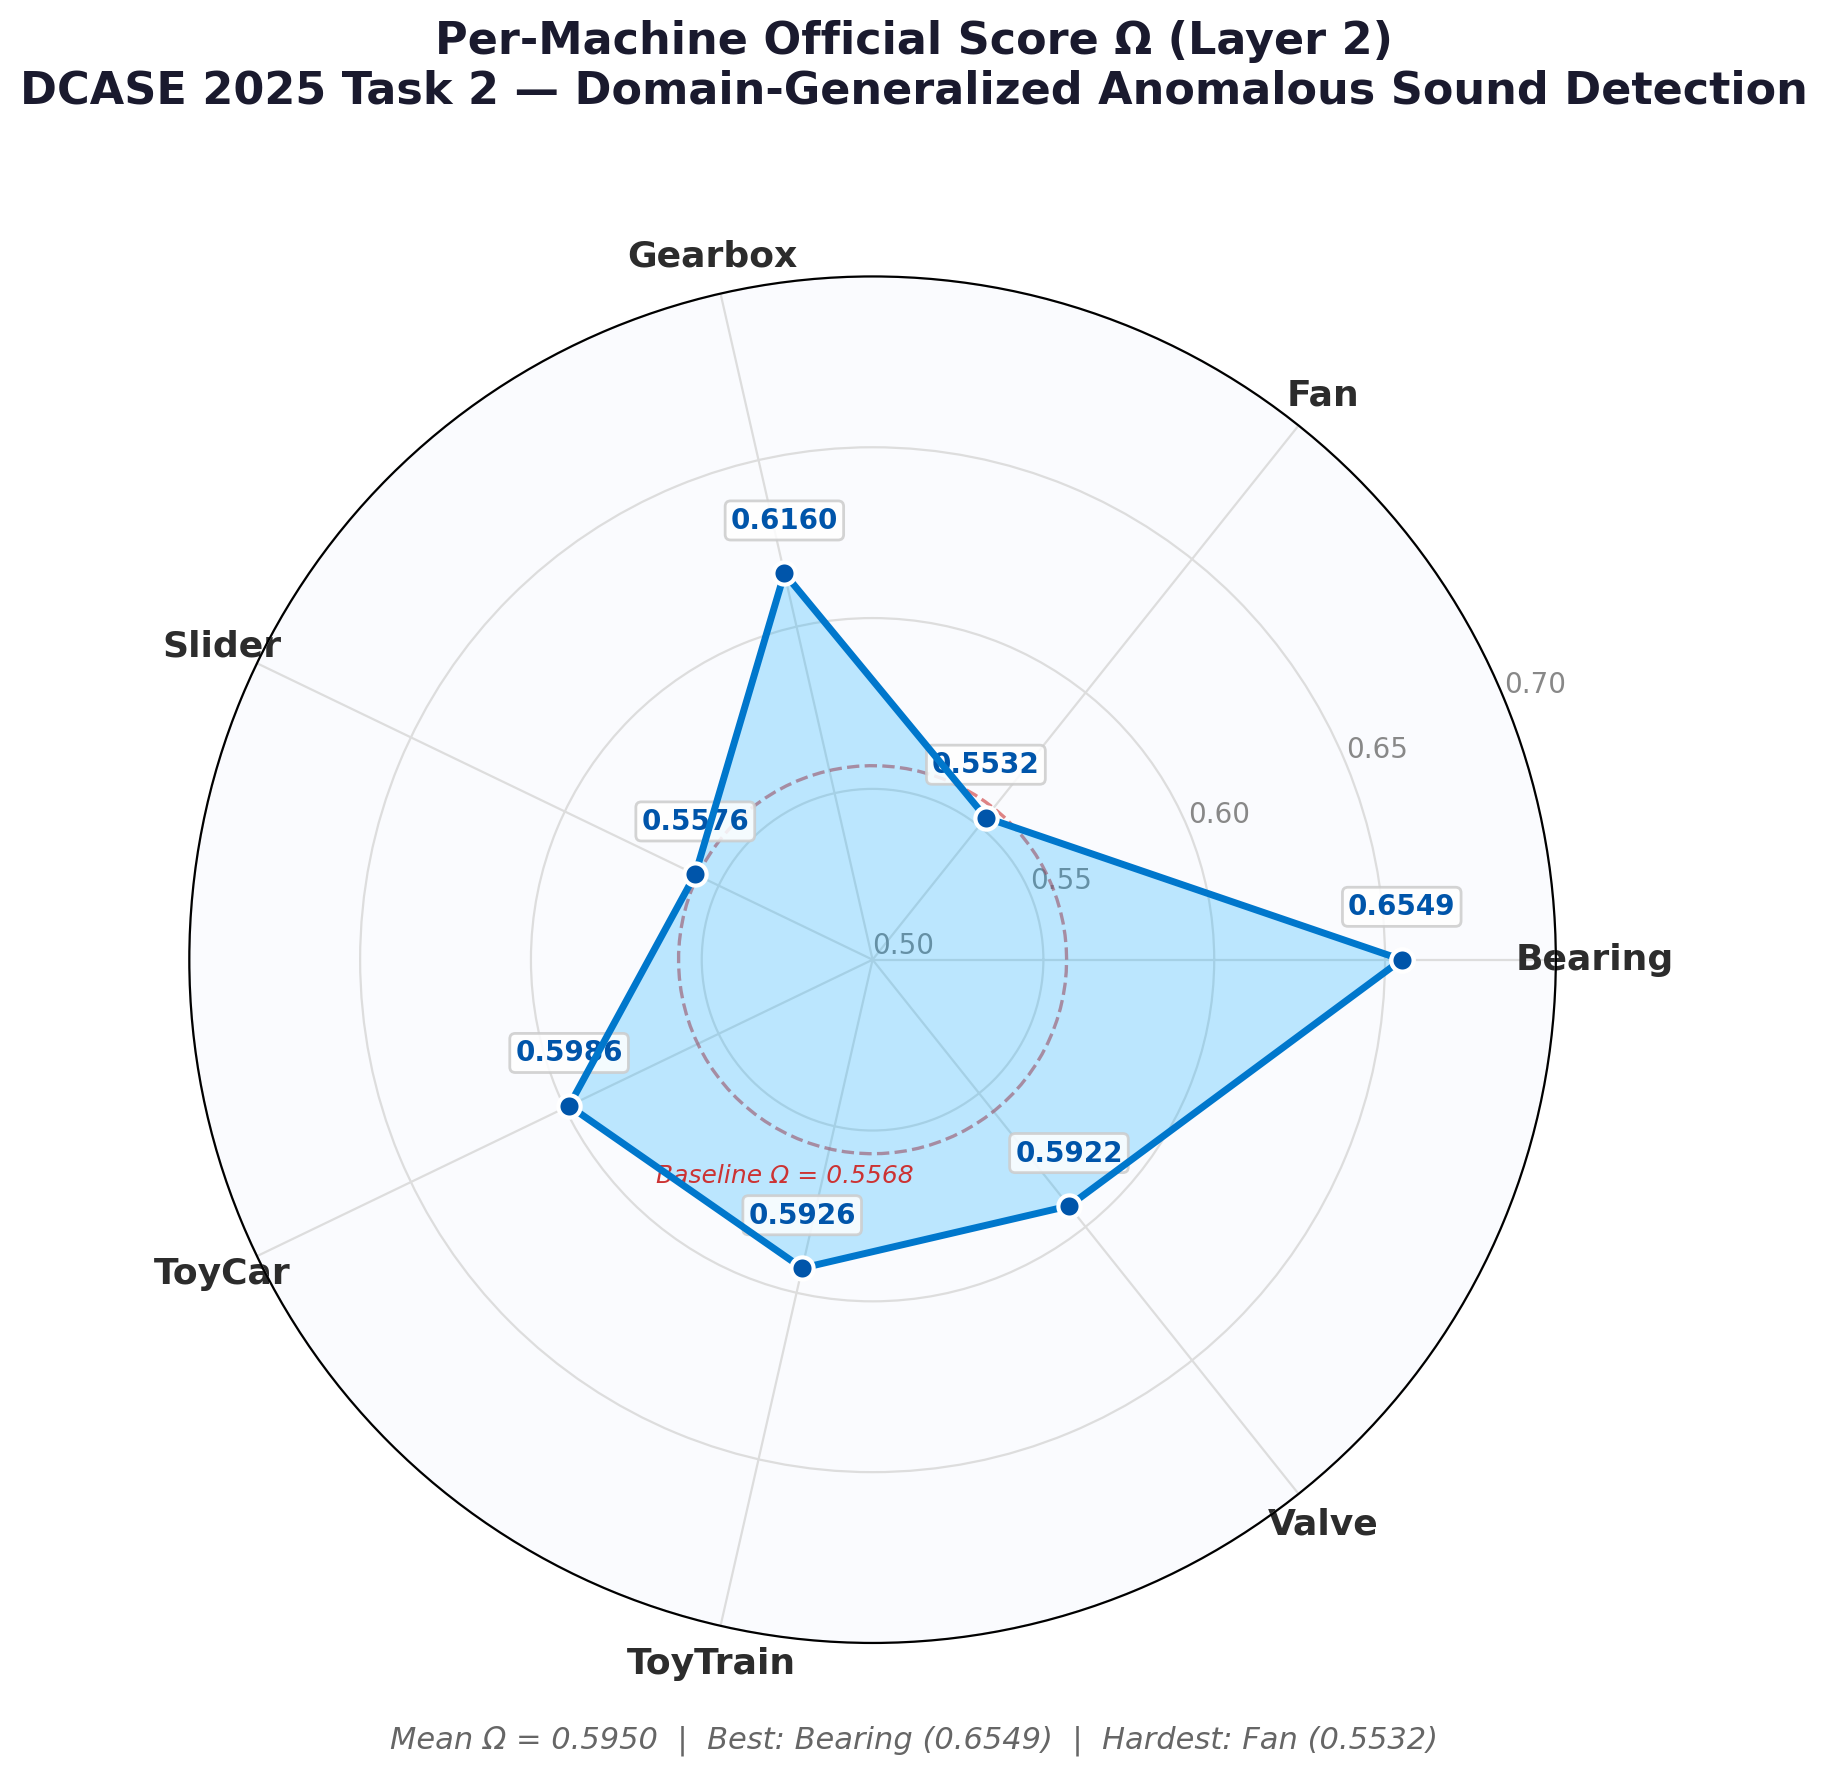 Per-Machine Official Score Ω (Layer 2)
DCASE 2025 Task 2 — Domain-Generalized Anomalous Sound Detection
Gearbox
Fan
0.6160
Slider
0.70
0.65
0.5532
0.60
0.5576
0.55
0.6549
0.50
Bearing
0.5986
0.5922
Baseline Ω = 0.5568
0.5926
ToyCar
Valve
ToyTrain
Mean Ω = 0.5950 | Best: Bearing (0.6549) | Hardest: Fan (0.5532)